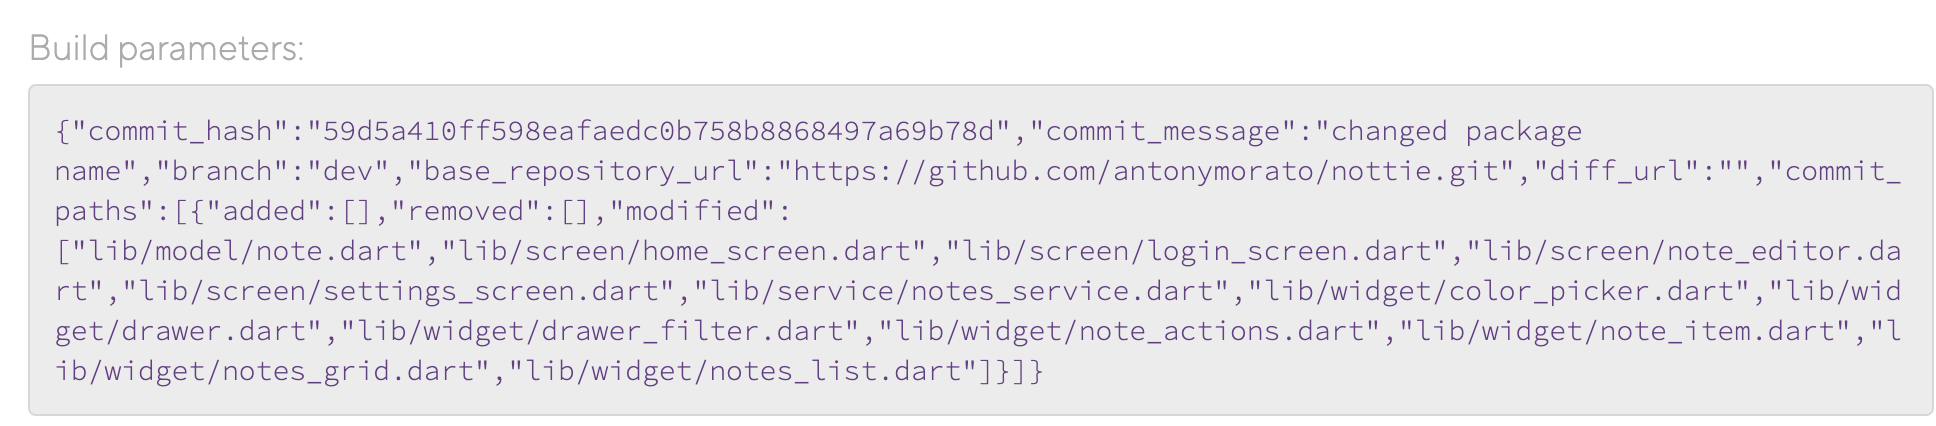 Build parameters:
{"commit_hash":"59d5a410ff598eafaedc0b758b8868497a69b78d","commit_message":"changed package
name","branch":"dev","base_repository_url":"https://github.com/antonymorato/nottie.git","diff_url":"","commit_
paths":[{"added":[],"removed":[],"modified":
["lib/model/note.dart","lib/screen/home_screen.dart","lib/screen/login_screen.dart","lib/screen/note_editor.da
rt","lib/screen/settings_screen.dart","lib/service/notes_service.dart","lib/widget/color_picker.dart","lib/wid
get/drawer.dart","lib/widget/drawer_filter.dart","lib/widget/note_actions.dart","lib/widget/note_item.dart","l
ib/widget/notes_grid.dart","lib/widget/notes_list.dart"]}]}